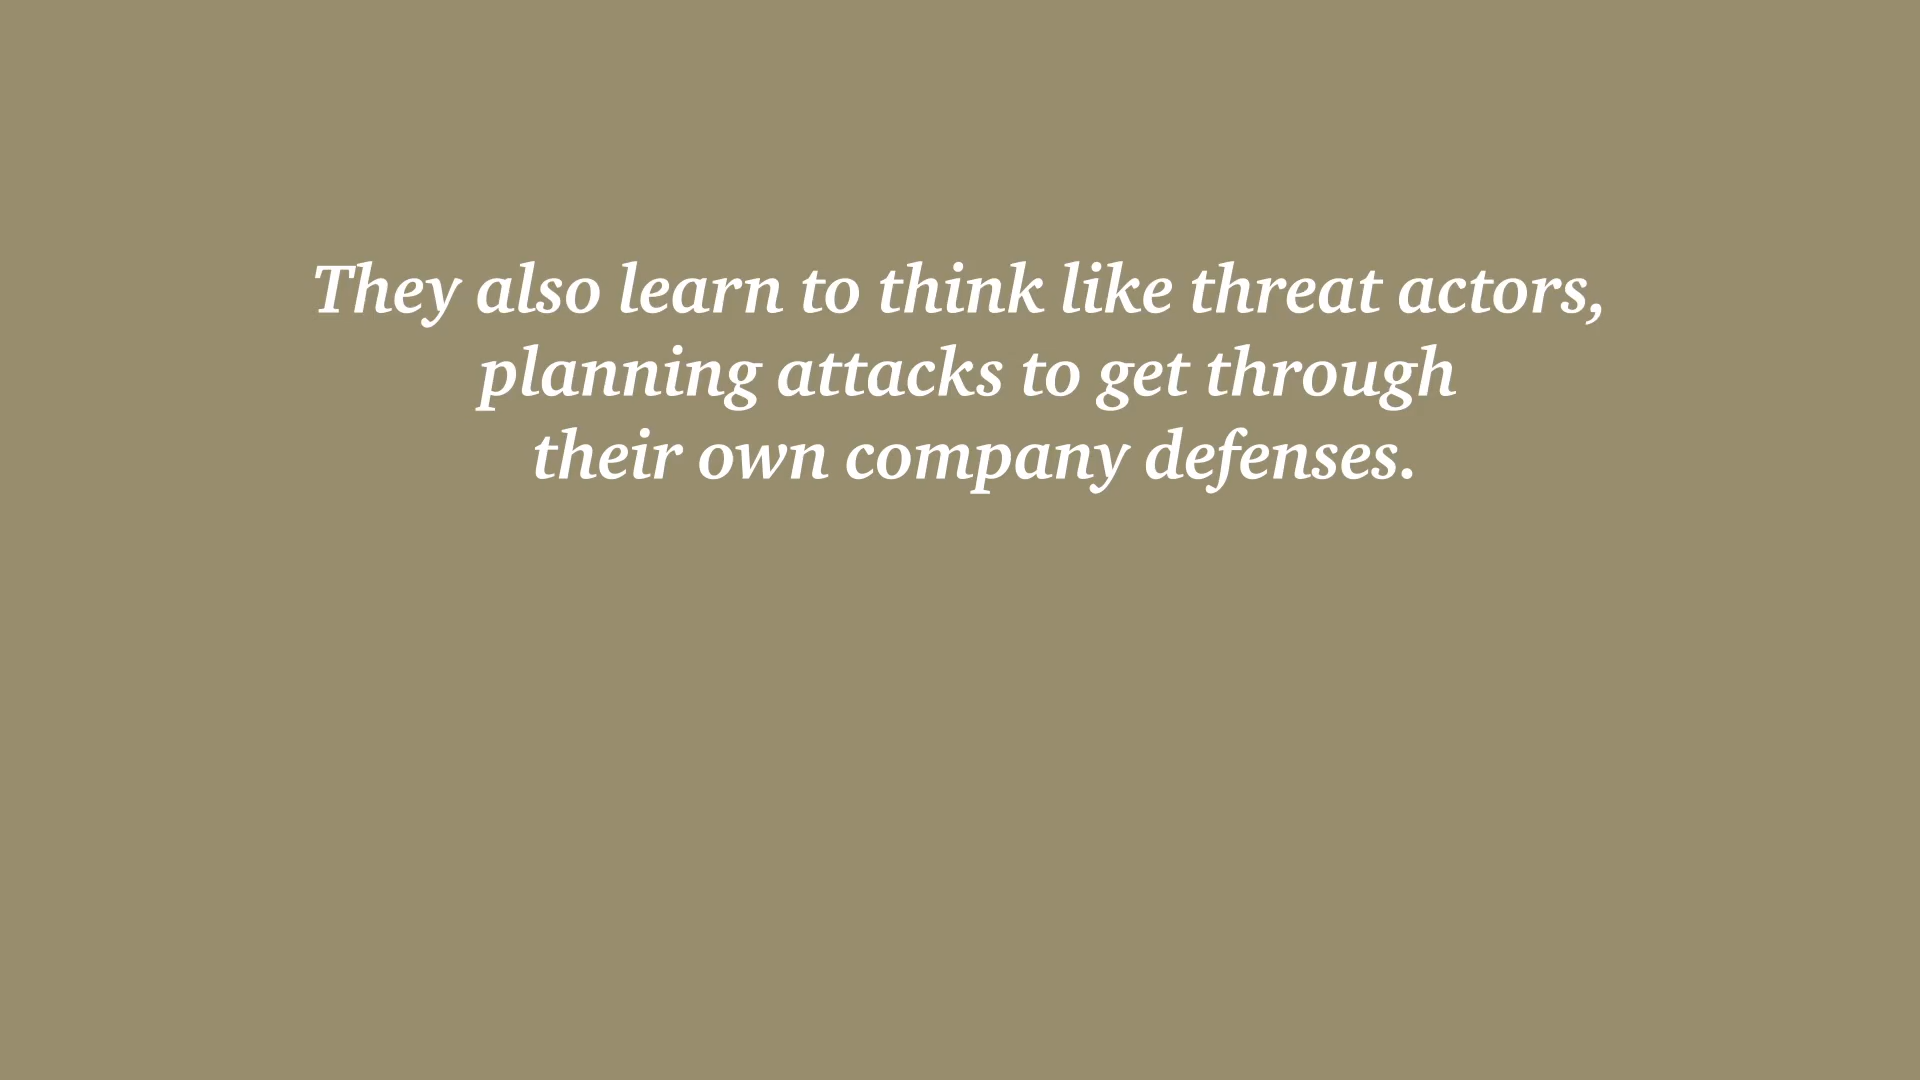 They also learn to think like threat actors,
planning attacks to get through
their own company defenses.